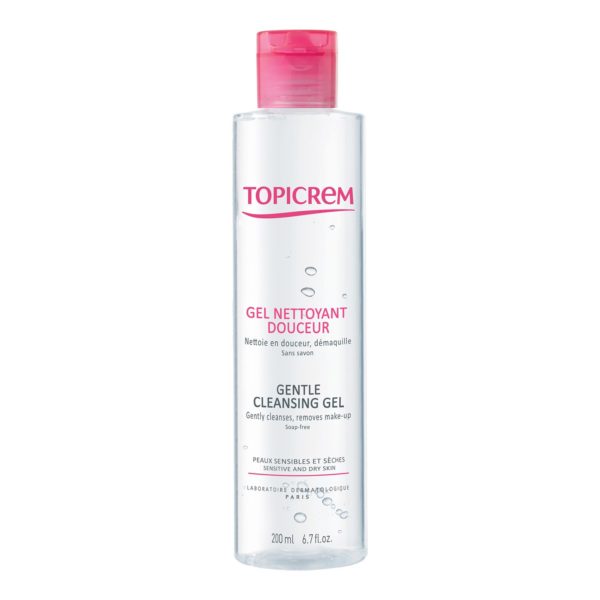 TOPICREM
GEL NETTOYANT
DOUCEUR
Nettoie en douceur, démaquille
Sans savon
GENTLE
CLEANSING GEL
Gently cleanses, removes make-up
Soap-free
PEAUX SENSIBLES ET SÈCHES
SENSITIVE AND DRY SKIN
LABORATOIRE DERMATOLOGIQUE
PARIS
200 ml 6.7 fl.oz.